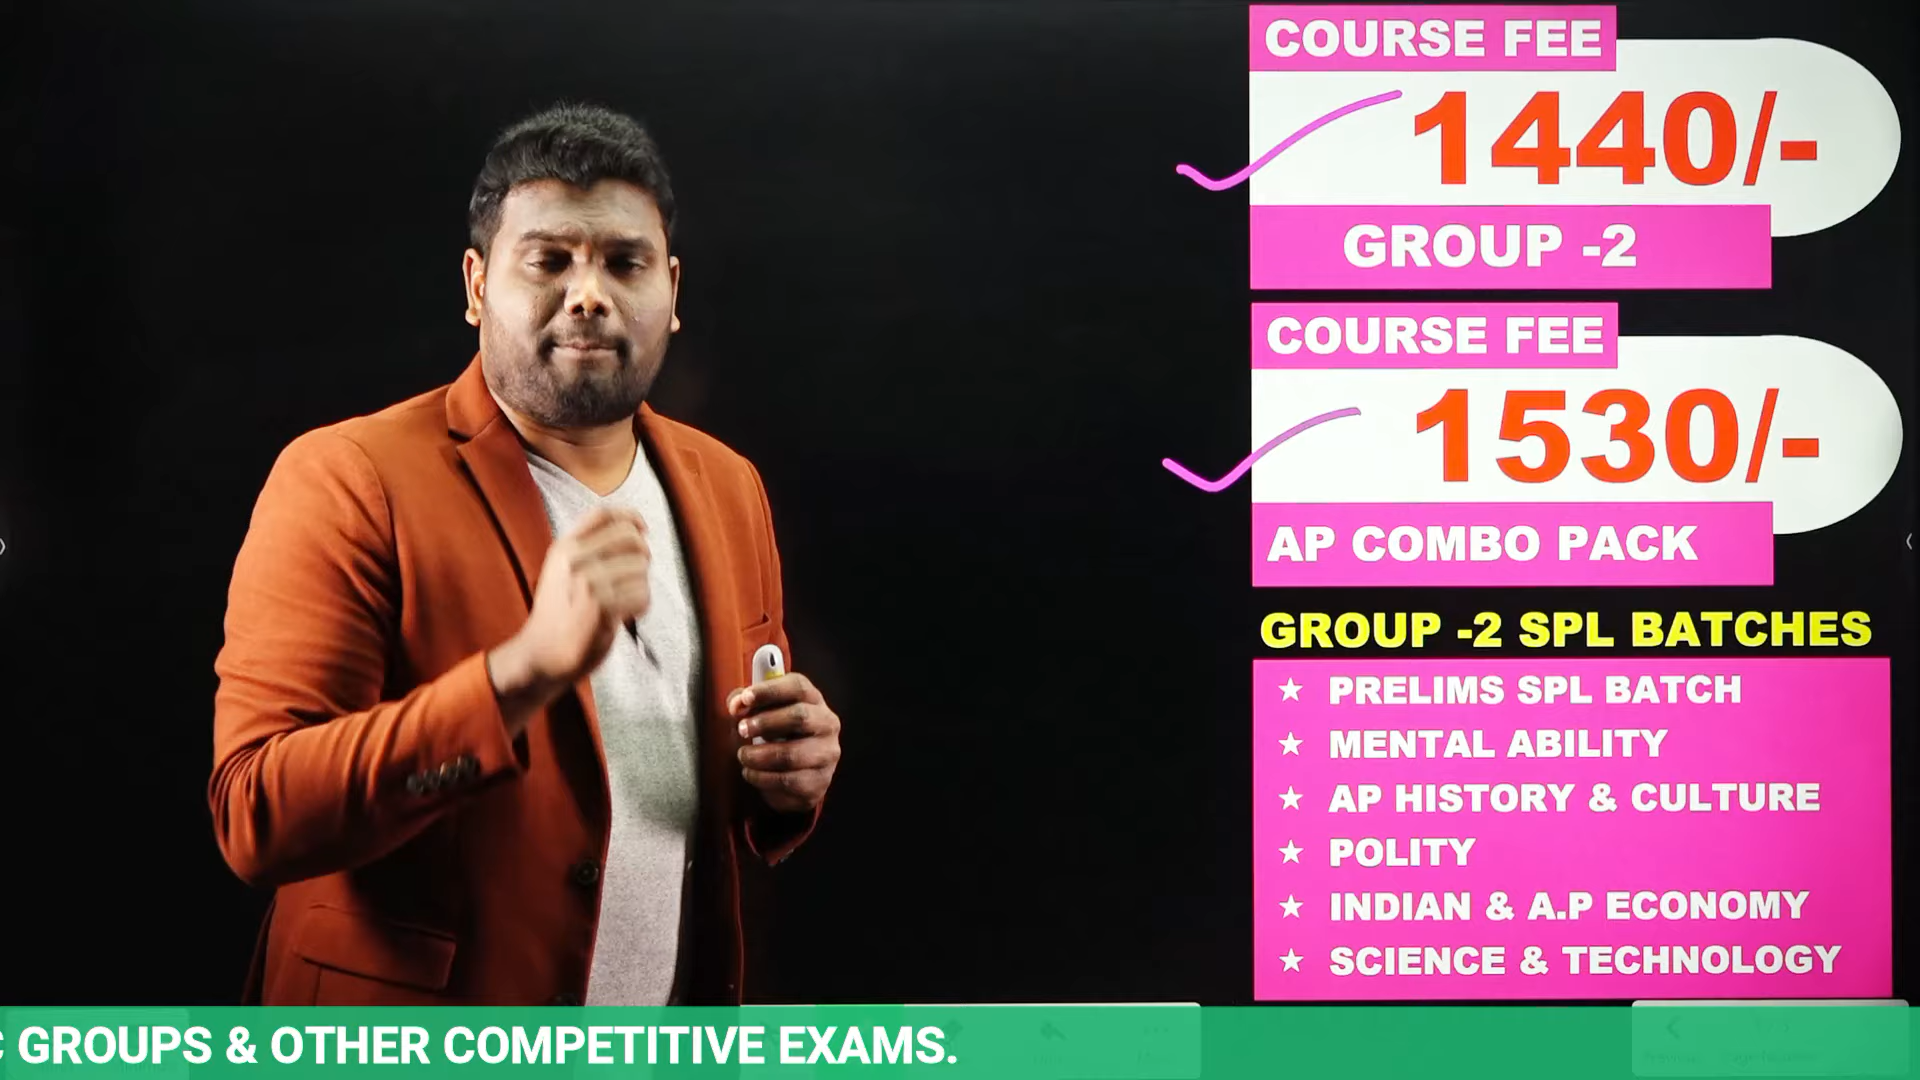 COURSE FEE
1440/-
GROUP -2
COURSE FEE
1530/-
AP COMBO PACK
GROUP -2 SPL BATCHES
★ PRELIMS SPL BATCH
★ MENTAL ABILITY
★ AP HISTORY & CULTURE
★ POLITY
★ INDIAN & A.P ECONOMY
★ SCIENCE & TECHNOLOGY
GROUPS & OTHER COMPETITIVE EXAMS.